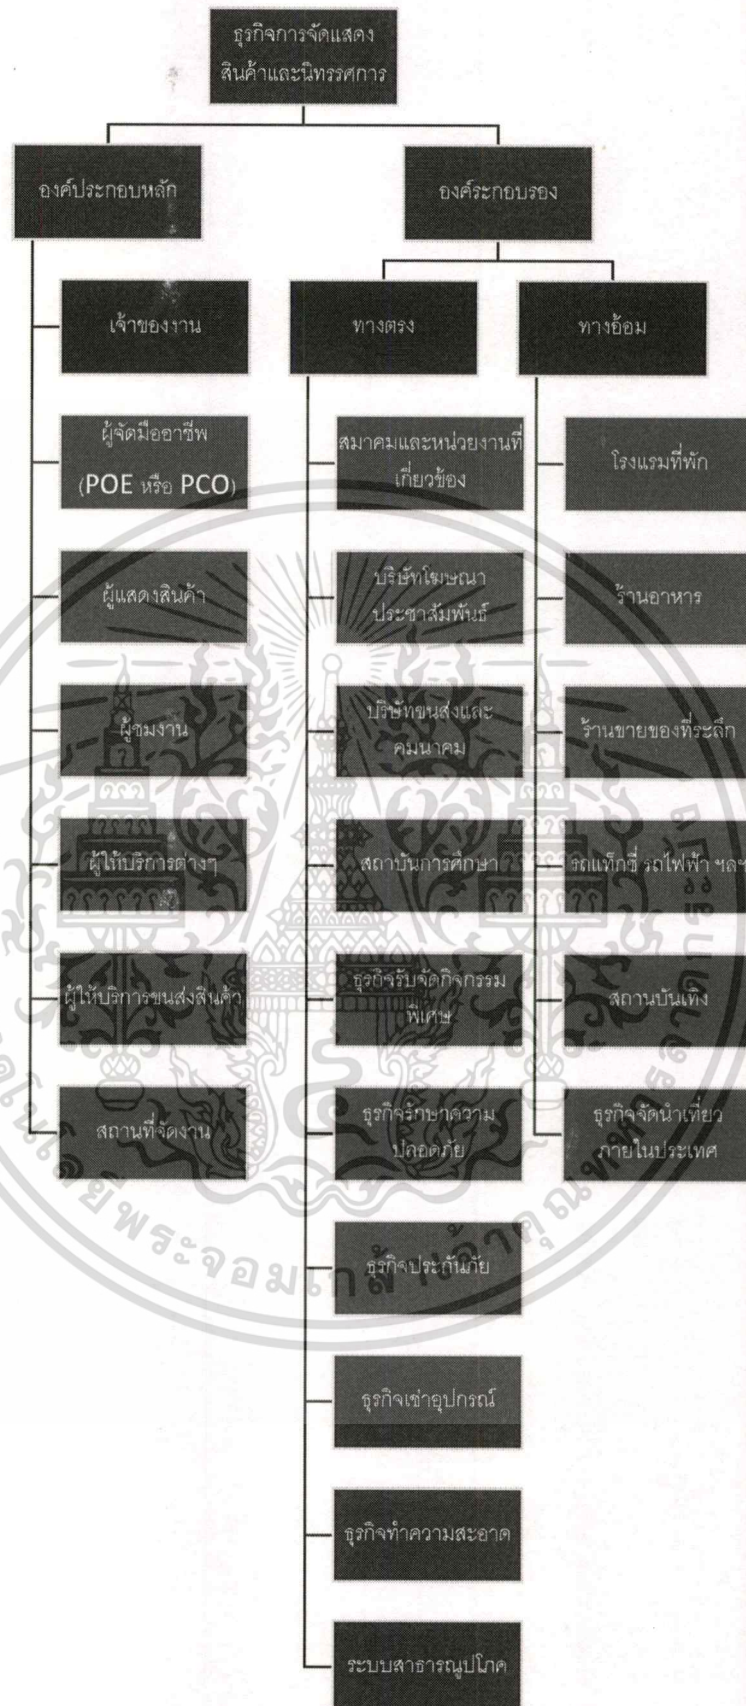 ธุรกิจการจัดแสดง
สินค้าและนิทรรศการ
องค์ประกอบหลัก
องค์ระกอบรอง
เจ้าของงาน
ทางตรง
ทางอ้อม
ผู้จัดมืออาชีพ
(POE หรือ PCO)
สมาคมและหน่วยงานที่
เกี่ยวข้อง
โรงแรมที่พัก
ผู้แสดงสินค้า
บริษัทโฆษณา
ประชาสัมพันธ์
ร้านอาหาร
ผู้ชมงาน
บริษัทขนส่งและ
คมนาคม
ร้านขายของที่ระลึก
ผู้ให้บริการต่างๆ
สถาบันการศึกษา
รถแท็กซี่ รถไฟฟ้า ฯลฯ
ผู้ให้บริการขนส่งสินค้า
ธุรกิจรับจัดกิจกรรม
พิเศษ
สถานบันเทิง
สถานที่จัดงาน
ธุรกิจรักษาความ
ปลอดภัย
ธุรกิจจัดนำเที่ยว
ภายในประเทศ
ธุรกิจประกันภัย
ธุรกิจเช่าอุปกรณ์
ธุรกิจทำความสะอาด
ระบบสาธารณูปโภค